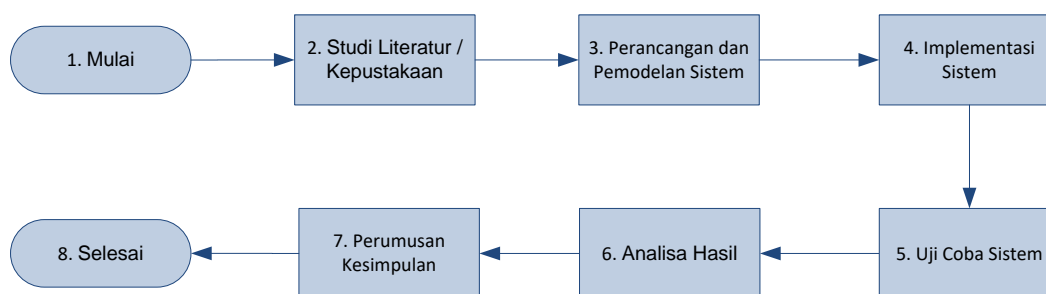 1. Mulai
2. Studi Literatur /
Kepustakaan
3. Perancangan dan
Pemodelan Sistem
4. Implementasi
Sistem
5. Uji Coba Sistem
6. Analisa Hasil
7. Perumusan
Kesimpulan
8. Selesai